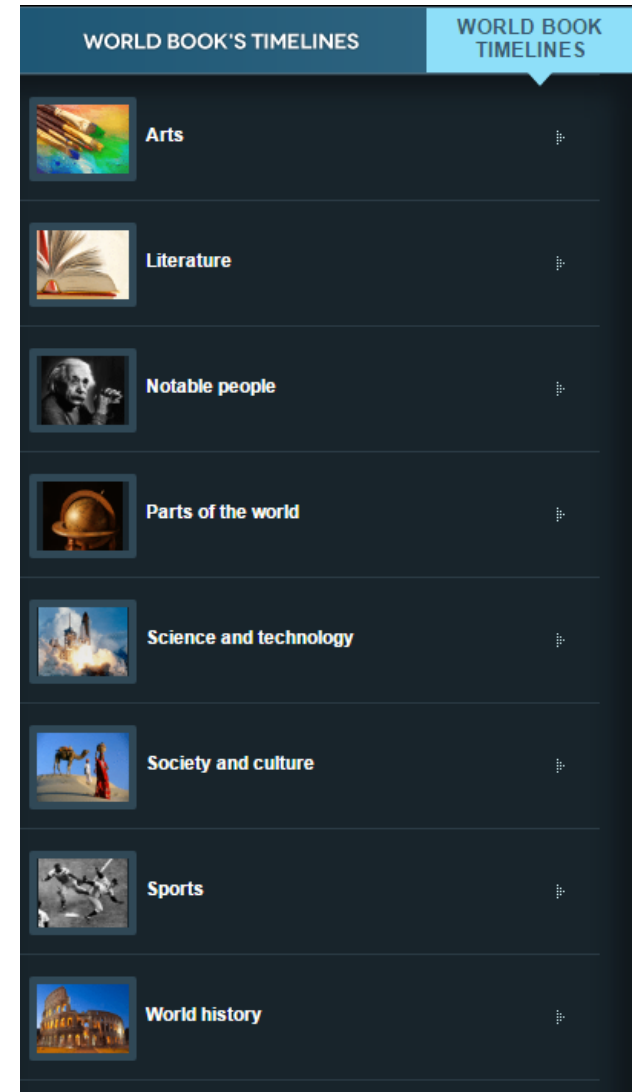 WORLD BOOK'S TIMELINES
WORLD BOOK
TIMELINES
Arts
Literature
Notable people
Parts of the world
Science and technology
Society and culture
Sports
World history